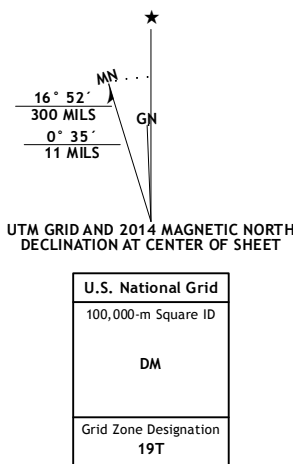 ★
MN
16° 52´
300 MILS
GN
0° 35´
11 MILS
UTM GRID AND 2014 MAGNETIC NORTH
DECLINATION AT CENTER OF SHEET
U.S. National Grid
100,000-m Square ID
DM
Grid Zone Designation
19T